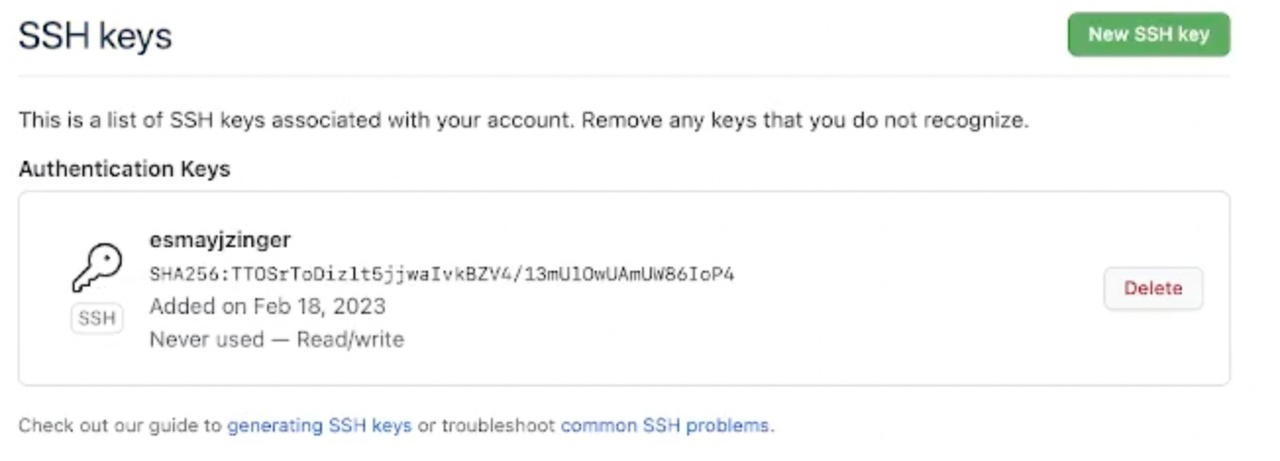 SSH keys
New SSH key
This is a list of SSH keys associated with your account. Remove any keys that you do not recognize.
Authentication Keys
esmayjzinger
SHA256:TTOSrToDizlt5jjwaIvkBZV4/13mUlOwUAmUW86IoP4
Added on Feb 18, 2023
Never used — Read/write
SSH
Delete
Check out our guide to generating SSH keys or troubleshoot common SSH problems.